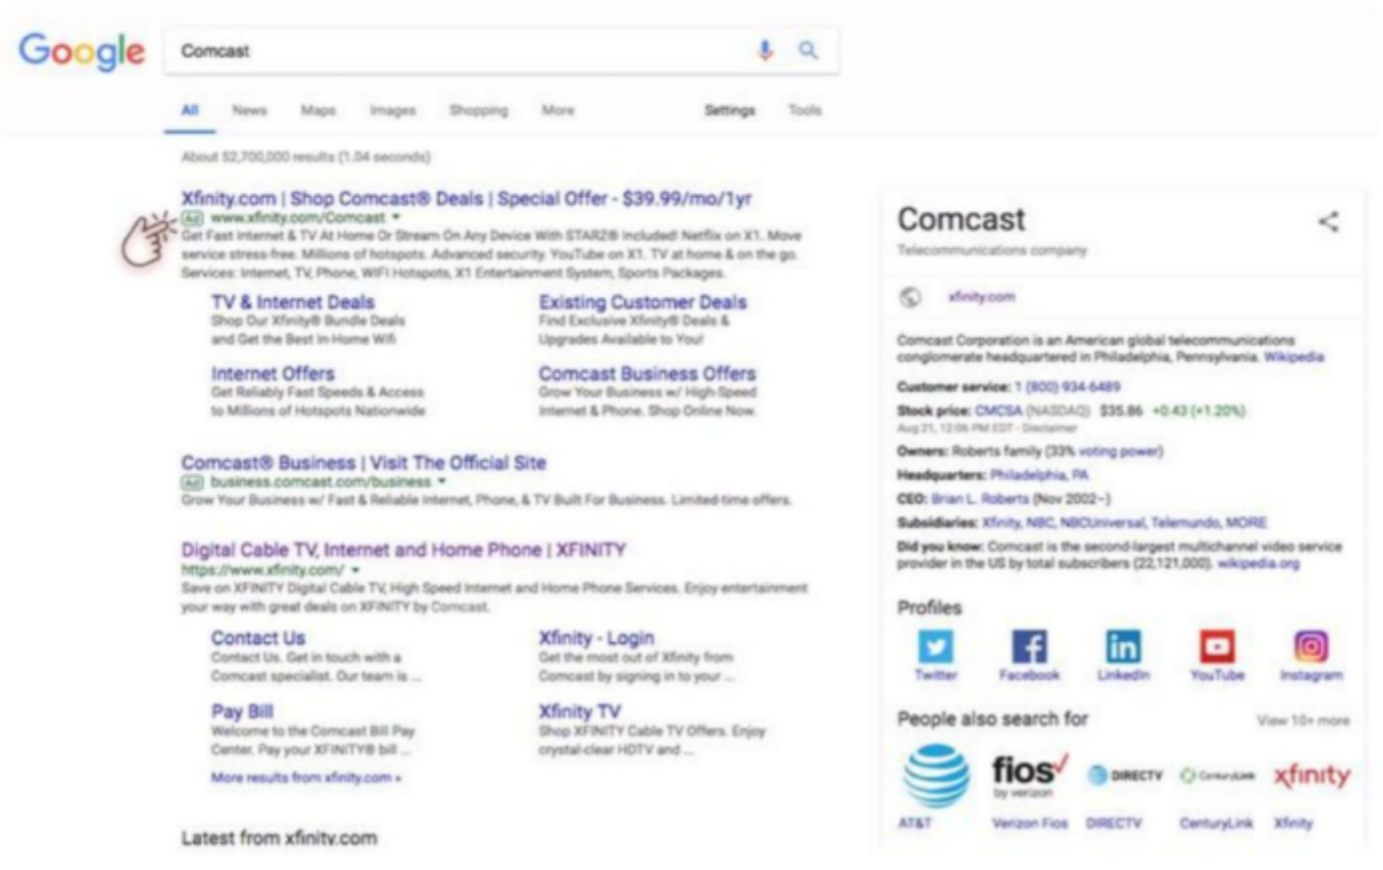 Google
Comcast
All News Maps Images Shopping More Settings Tools
About 52,700,000 results (1.04 seconds)
Xfinity.com | Shop Comcast® Deals | Special Offer - $39.99/mo/1yr
Ad www.xfinity.com/Comcast
Get Fast Internet & TV At Home Or Stream On Any Device With STARZ® Included! Netflix on X1. Move
service stress-free. Millions of hotspots. Advanced security. YouTube on X1. TV at home & on the go.
Services: Internet, TV, Phone, WIFI Hotspots, X1 Entertainment System, Sports Packages.
TV & Internet Deals
Shop Our Xfinity® Bundle Deals
and Get the Best In-Home Wifi
Existing Customer Deals
Find Exclusive Xfinity® Deals &
Upgrades Available to You!
Internet Offers
Get Reliably Fast Speeds & Access
to Millions of Hotspots Nationwide
Comcast Business Offers
Grow Your Business w/ High-Speed
Internet & Phone. Shop Online Now.
Comcast® Business | Visit The Official Site
Ad business.comcast.com/business
Grow Your Business w/ Fast & Reliable Internet, Phone, & TV Built For Business. Limited-time offers.
Digital Cable TV, Internet and Home Phone | XFINITY
https://www.xfinity.com/
Save on XFINITY Digital Cable TV, High Speed Internet and Home Phone Services. Enjoy entertainment
your way with great deals on XFINITY by Comcast.
Contact Us
Contact Us. Get in touch with a
Comcast specialist. Our team is ...
Xfinity - Login
Get the most out of Xfinity from
Comcast by signing in to your ...
Pay Bill
Welcome to the Comcast Bill Pay
Center. Pay your XFINITY® bill ...
Xfinity TV
Shop XFINITY Cable TV Offers. Enjoy
crystal-clear HDTV and ...
More results from xfinity.com »
Latest from xfinity.com
Comcast
Telecommunications company
xfinity.com
Comcast Corporation is an American global telecommunications
conglomerate headquartered in Philadelphia, Pennsylvania. Wikipedia
Customer service: 1 (800) 934-6489
Stock price: CMCSA (NASDAQ) $35.86 +0.43 (+1.20%)
Aug 21, 12:06 PM EDT - Disclaimer
Owners: Roberts family (33% voting power)
Headquarters: Philadelphia, PA
CEO: Brian L. Roberts (Nov 2002–)
Subsidiaries: Xfinity, NBC, NBCUniversal, Telemundo, MORE
Did you know: Comcast is the second-largest multichannel video service
provider in the US by total subscribers (22,121,000). wikipedia.org
Profiles
in
Twitter Facebook LinkedIn YouTube Instagram
People also search for View 10+ more
fios
by verizon
DIRECTV
CenturyLink
xfinity
AT&T Verizon Fios DIRECTV CenturyLink Xfinity